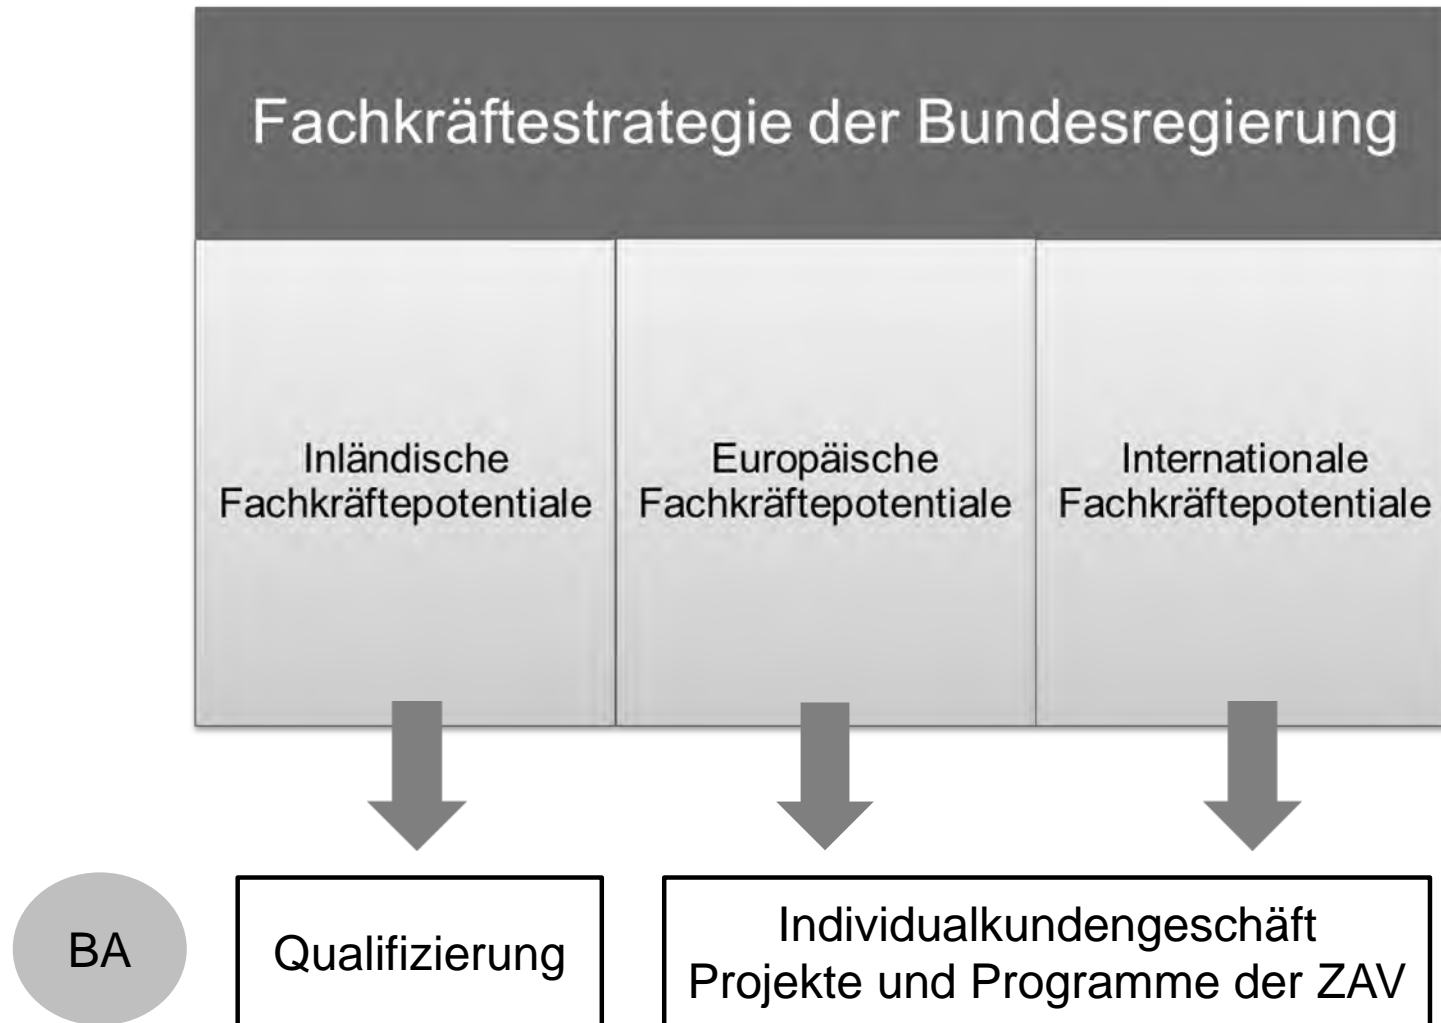 Fachkräftestrategie der Bundesregierung
Inländische
Fachkräftepotentiale
Europäische
Fachkräftepotentiale
Internationale
Fachkräftepotentiale
BA
Qualifizierung
Individualkundengeschäft
Projekte und Programme der ZAV